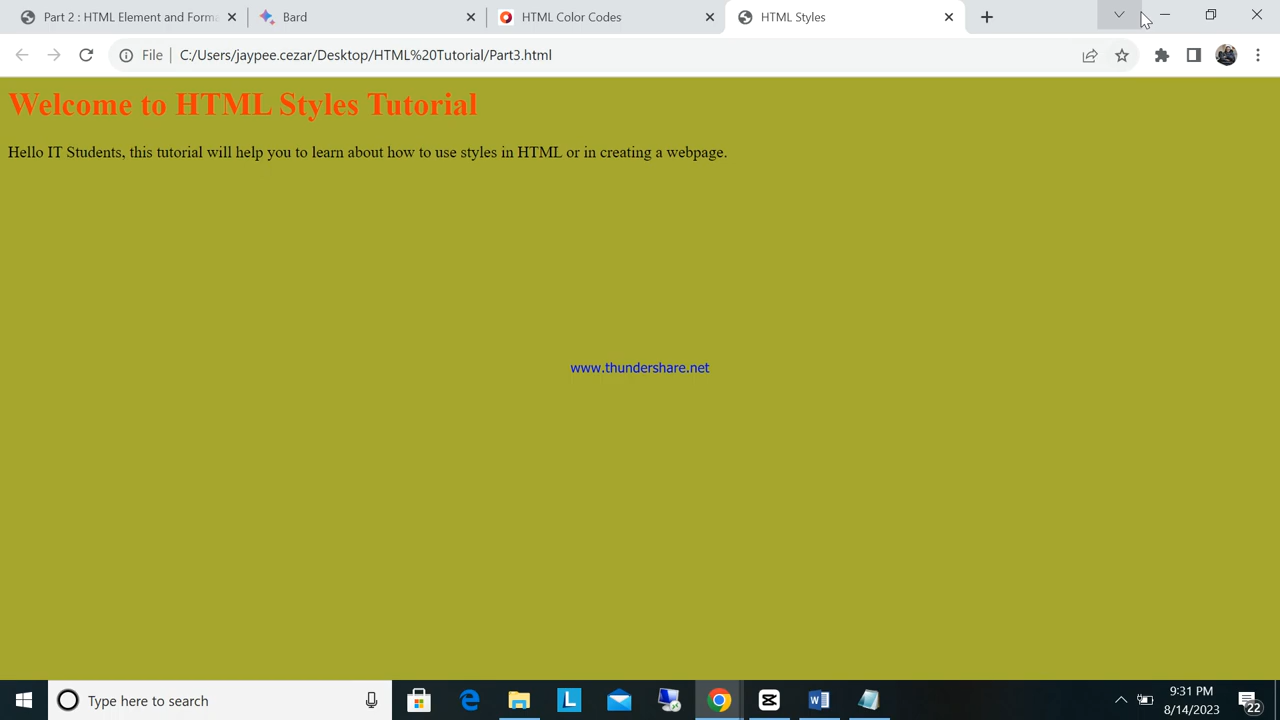 Part 2 : HTML Element and Forma
Bard
HTML Color Codes
HTML Styles
File
C:/Users/jaypee.cezar/Desktop/HTML%20Tutorial/Part3.html
Welcome to HTML Styles Tutorial
Hello IT Students, this tutorial will help you to learn about how to use styles in HTML or in creating a webpage.
www.thundershare.net
Type here to search
L
W
9:31 PM
8/14/2023
22